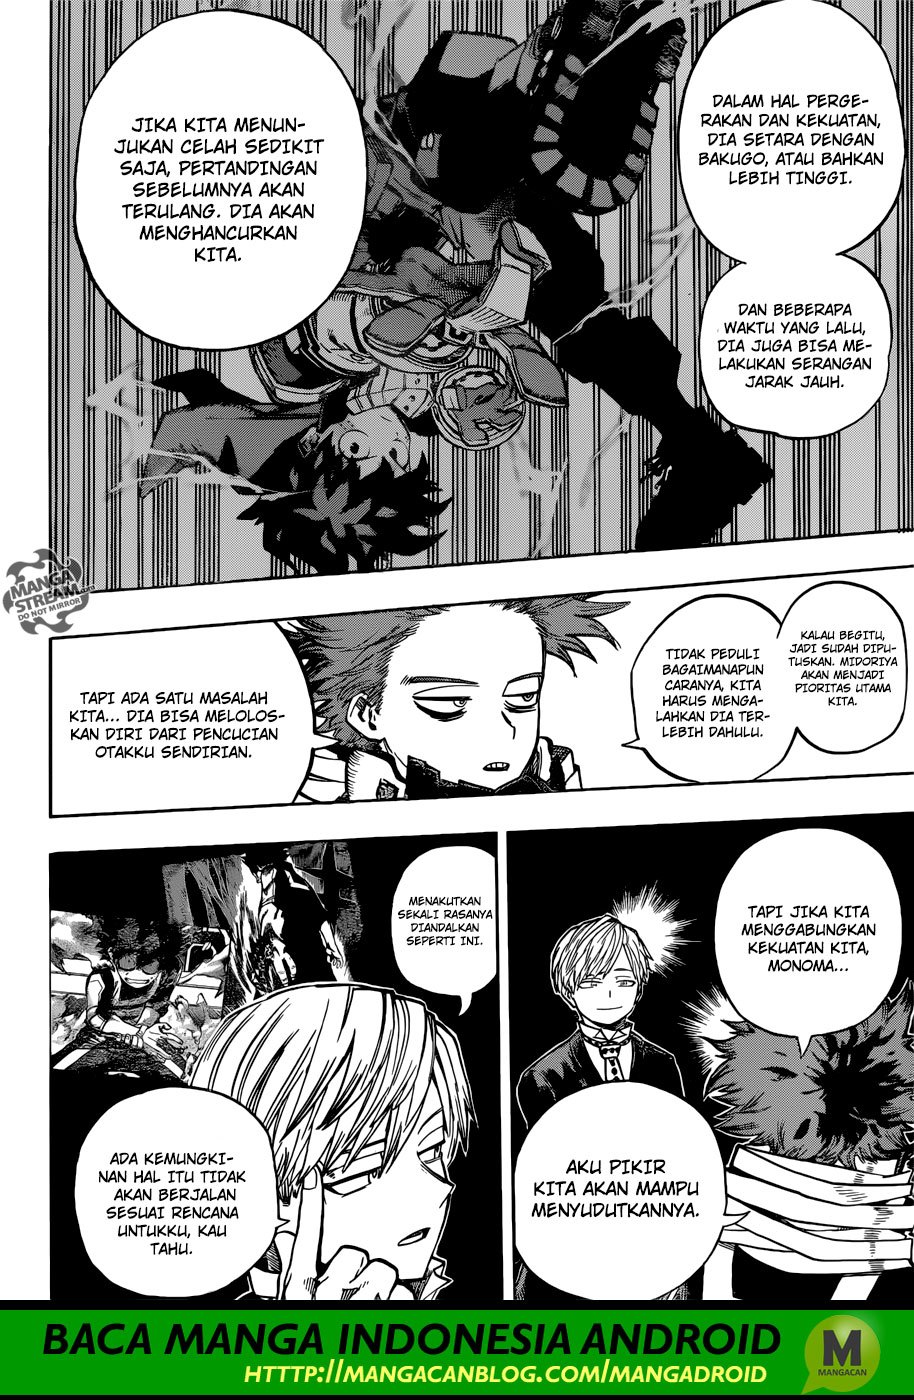 DALAM HAL PERGE-
RAKAN DAN KEKUATAN,
DIA SETARA DENGAN
BAKUGO, ATAU BAHKAN
LEBIH TINGGI.
DAN BEBERAPA
WAKTU YANG LALU,
DIA JUGA BISA ME-
LAKUKAN SERANGAN
JARAK JAUH.
JIKA KITA MENUN-
JUKAN CELAH SEDIKIT
SAJA, PERTANDINGAN
SEBELUMNYA AKAN
TERULANG. DIA AKAN
MENGHANCURKAN
KITA.
MANGA
STREAM.COM
DO NOT MIRROR
KALAU BEGITU,
JADI SUDAH DIPU-
TUSKAN. MIDORIYA
AKAN MENJADI
PIORITAS UTAMA
KITA.
TIDAK PEDULI
BAGAIMANAPUN
CARANYA, KITA
HARUS MENGA-
LAHKAN DIA TER-
LEBIH DAHULU.
TAPI ADA SATU MASALAH
KITA... DIA BISA MELOLOS-
KAN DIRI DARI PENCUCIAN
OTAKKU SENDIRIAN.
TAPI JIKA KITA
MENGGABUNGKAN
KEKUATAN KITA,
MONOMA...
AKU PIKIR
KITA AKAN MAMPU
MENYUDUTKANNYA.
MENAKUTKAN
SEKALI RASANYA
DIANDALKAN
SEPERTI INI.
ADA KEMUNGKI-
NAN HAL ITU TIDAK
AKAN BERJALAN
SESUAI RENCANA
UNTUKKU, KAU
TAHU.
BACA MANGA INDONESIA ANDROID
HTTTP://MANGACANBLOG.COM/MANGADROID
M
MANGACAN